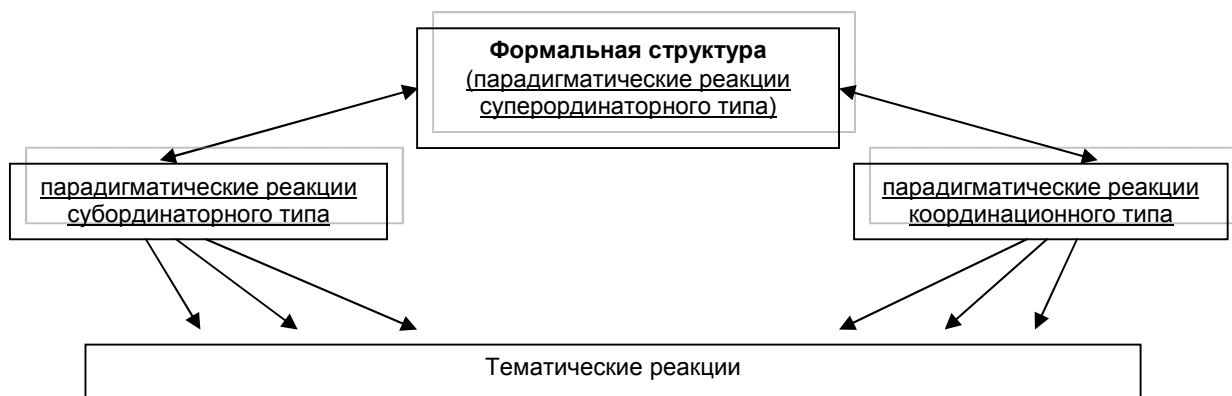 Формальная структура
(парадигматические реакции
суперординаторного типа)
парадигматические реакции
субординаторного типа
парадигматические реакции
координационного типа
Тематические реакции